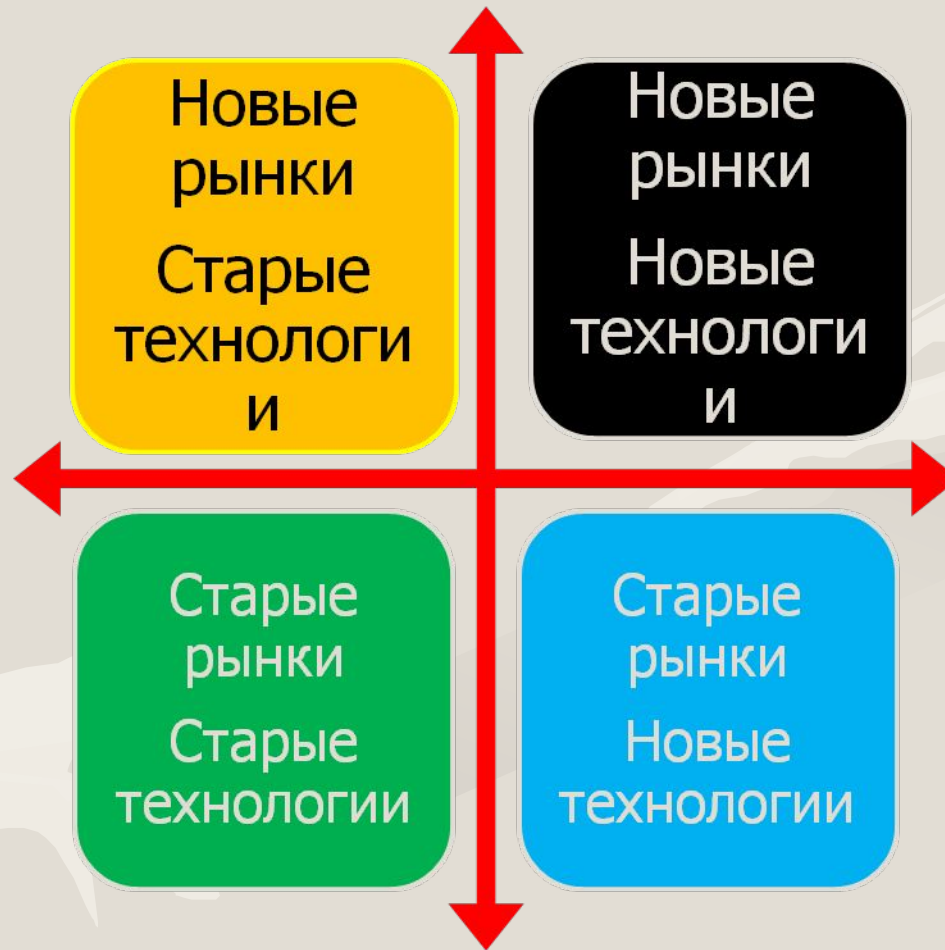 Новые
рынки
Старые
технологи
и
Новые
рынки
Новые
технологи
и
Старые
рынки
Старые
технологии
Старые
рынки
Новые
технологии